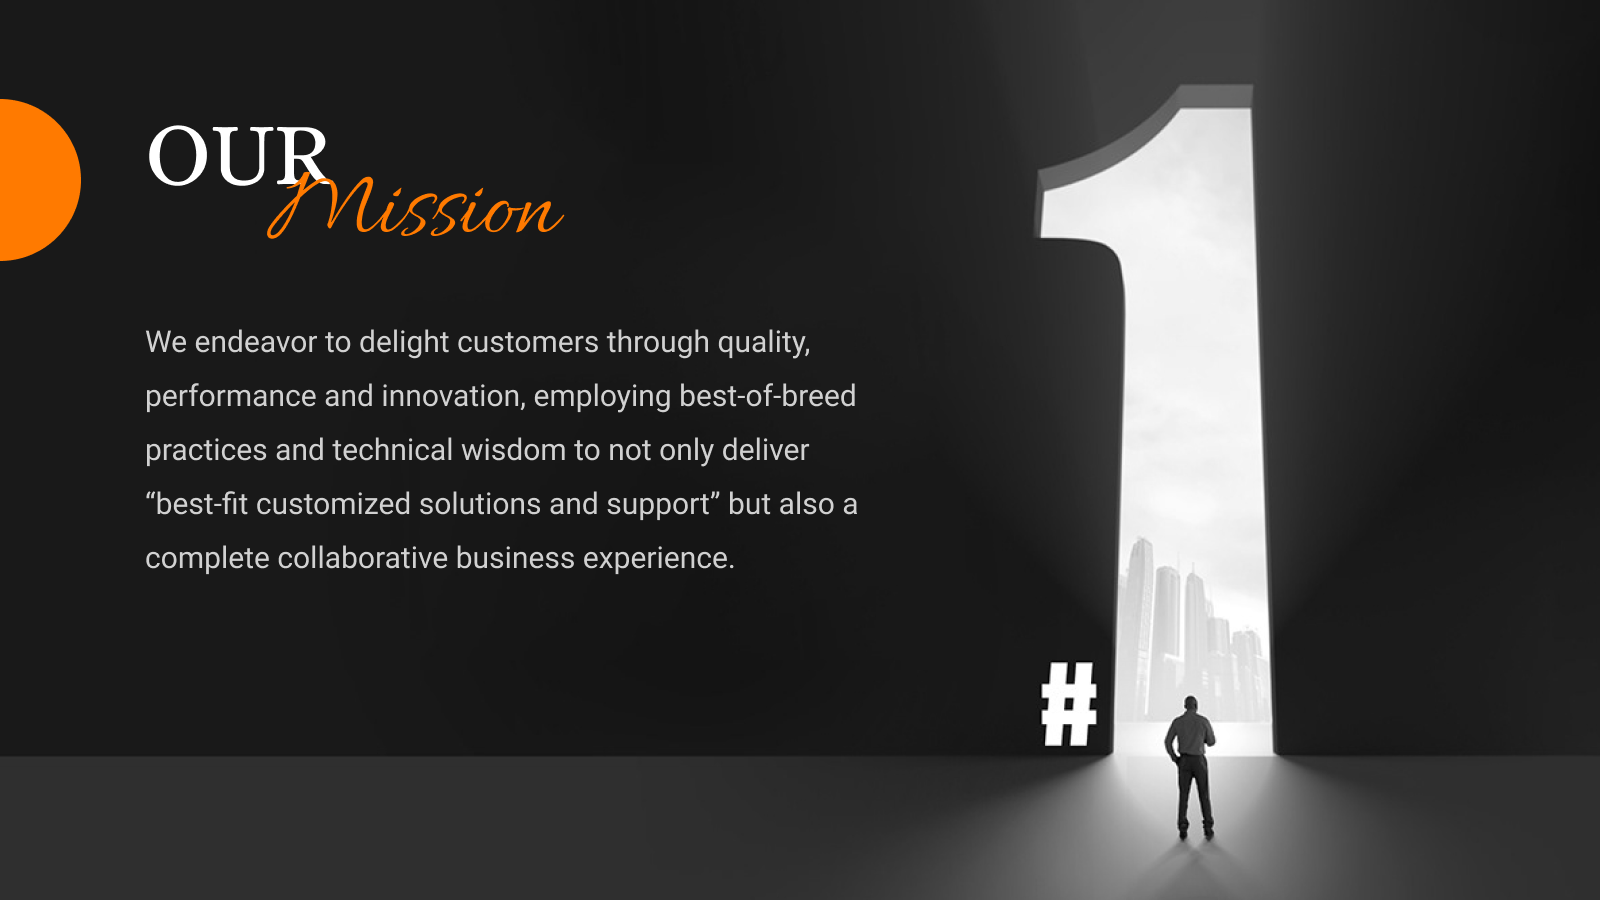 OUR
Mission
We endeavor to delight customers through quality,
performance and innovation, employing best-of-breed
practices and technical wisdom to not only deliver
“best-fit customized solutions and support” but also a
complete collaborative business experience.
#1